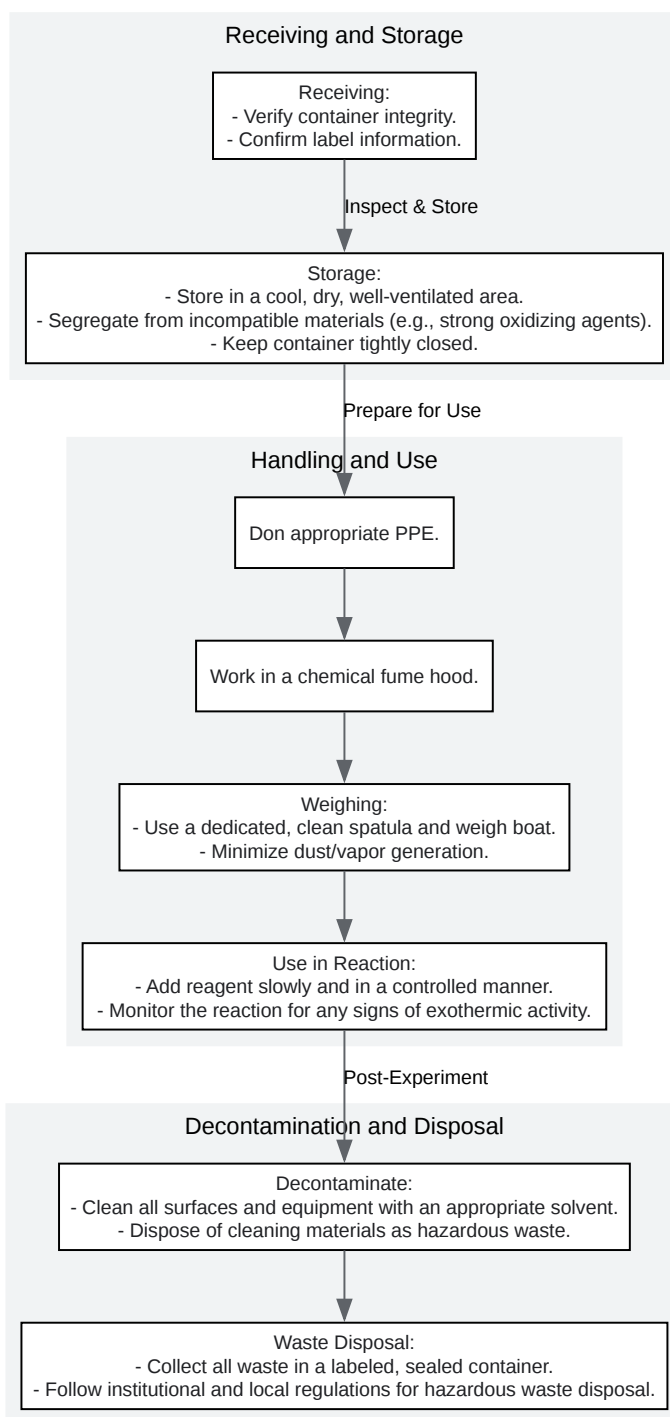 Receiving and Storage
Receiving:
- Verify container integrity.
- Confirm label information.
Inspect & Store
Storage:
- Store in a cool, dry, well-ventilated area.
- Segregate from incompatible materials (e.g., strong oxidizing agents).
- Keep container tightly closed.
Prepare for Use
Handling and Use
Don appropriate PPE.
Work in a chemical fume hood.
Weighing:
- Use a dedicated, clean spatula and weigh boat.
- Minimize dust/vapor generation.
Use in Reaction:
- Add reagent slowly and in a controlled manner.
- Monitor the reaction for any signs of exothermic activity.
Post-Experiment
Decontamination and Disposal
Decontaminate:
- Clean all surfaces and equipment with an appropriate solvent.
- Dispose of cleaning materials as hazardous waste.
Waste Disposal:
- Collect all waste in a labeled, sealed container.
- Follow institutional and local regulations for hazardous waste disposal.